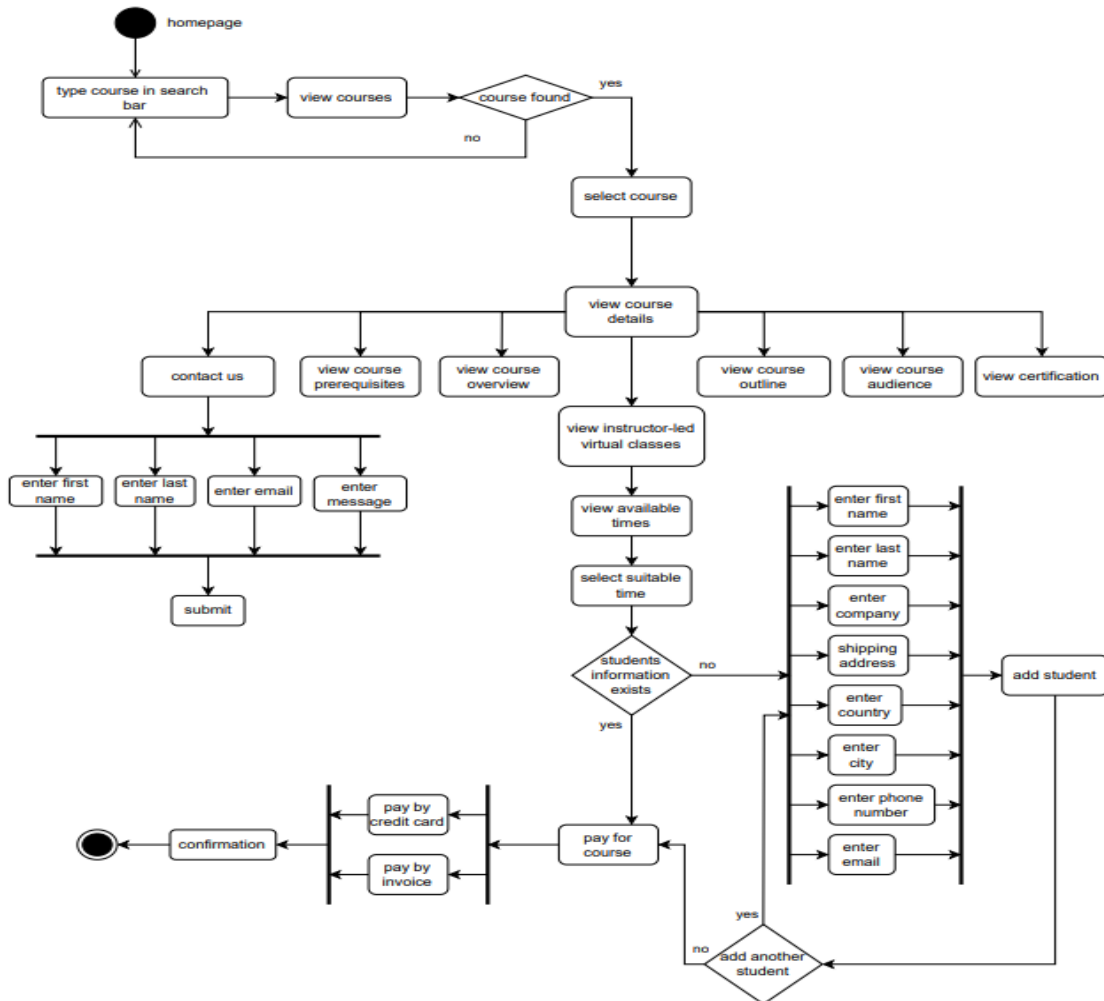 homepage
type course in search
bar
view courses
course found
yes
no
select course
view course
details
contact us
view course
prerequisites
view course
overview
view course
outline
view course
audience
view certification
view instructor-led
virtual classes
enter first
name
enter last
name
enter email
enter
message
submit
view available
times
select suitable
time
students
information
exists
no
yes
enter first
name
enter last
name
enter
company
shipping
address
enter
country
enter
city
enter phone
number
enter
email
add student
pay for
course
pay by
credit card
pay by
invoice
confirmation
yes
no
add another
student